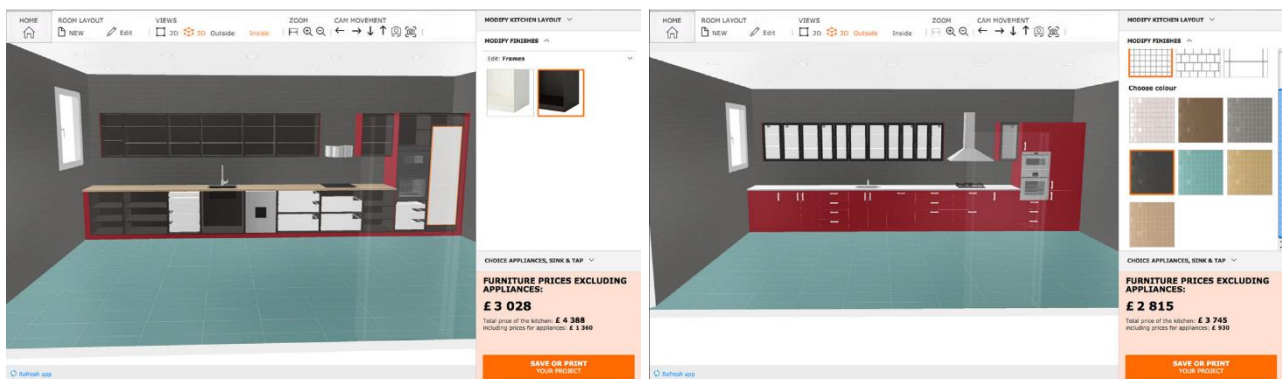 HOME
ROOM LAYOUT
NEW
Edit
VIEWS
2D
3D
Outside
Inside
ZOOM
CAM MOVEMENT
MODIFY KITCHEN LAYOUT
MODIFY FINISHES
Edit: Frames
CHOICE APPLIANCES, SINK & TAP
FURNITURE PRICES EXCLUDING
APPLIANCES:
£ 3 028
Total price of the kitchen: £ 4 388
including prices for appliances: £ 1 360
SAVE OR PRINT
YOUR PROJECT
Refresh app
HOME
ROOM LAYOUT
NEW
Edit
VIEWS
2D
3D
Outside
Inside
ZOOM
CAM MOVEMENT
MODIFY KITCHEN LAYOUT
MODIFY FINISHES
Choose colour
CHOICE APPLIANCES, SINK & TAP
FURNITURE PRICES EXCLUDING
APPLIANCES:
£ 2 815
Total price of the kitchen: £ 3 745
including prices for appliances: £ 930
SAVE OR PRINT
YOUR PROJECT
Refresh app